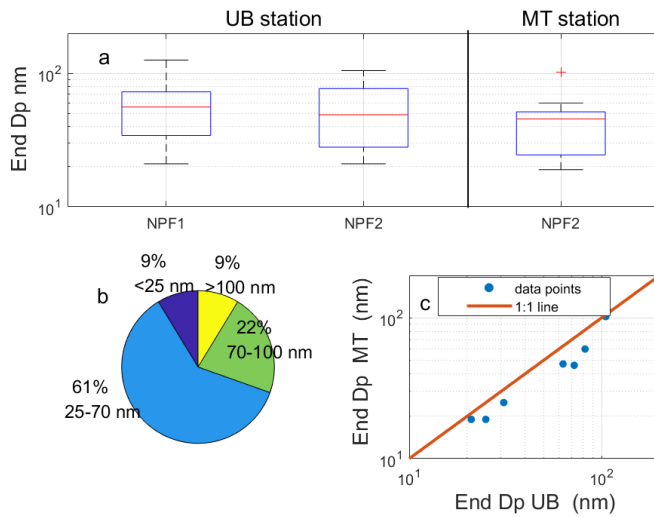 UB station
MT station
a
End Dp nm
10²
10¹
NPF1
NPF2
NPF2
b
9%
<25 nm
9%
>100 nm
22%
70-100 nm
61%
25-70 nm
c
data points
1:1 line
End Dp MT (nm)
10²
10¹
10¹
10²
End Dp UB (nm)